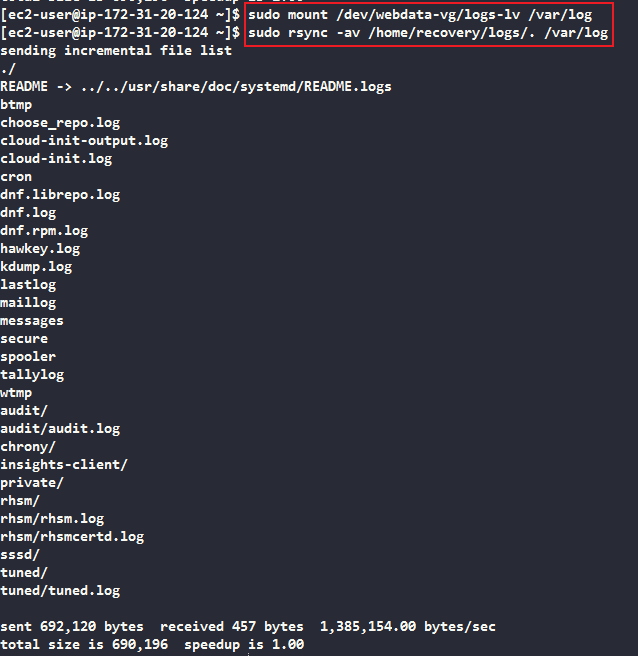 [ec2-user@ip-172-31-20-124 ~]$ sudo mount /dev/webdata-vg/logs-lv /var/log
[ec2-user@ip-172-31-20-124 ~]$ sudo rsync -av /home/recovery/logs/. /var/log
sending incremental file list
./
README -> ../../usr/share/doc/systemd/README.logs
btmp
choose_repo.log
cloud-init-output.log
cloud-init.log
cron
dnf.librepo.log
dnf.log
dnf.rpm.log
hawkey.log
kdump.log
lastlog
maillog
messages
secure
spooler
tallylog
wtmp
audit/
audit/audit.log
chrony/
insights-client/
private/
rhsm/
rhsm/rhsm.log
rhsm/rhsmcertd.log
sssd/
tuned/
tuned/tuned.log
sent 692,120 bytes  received 457 bytes  1,385,154.00 bytes/sec
total size is 690,196  speedup is 1.00